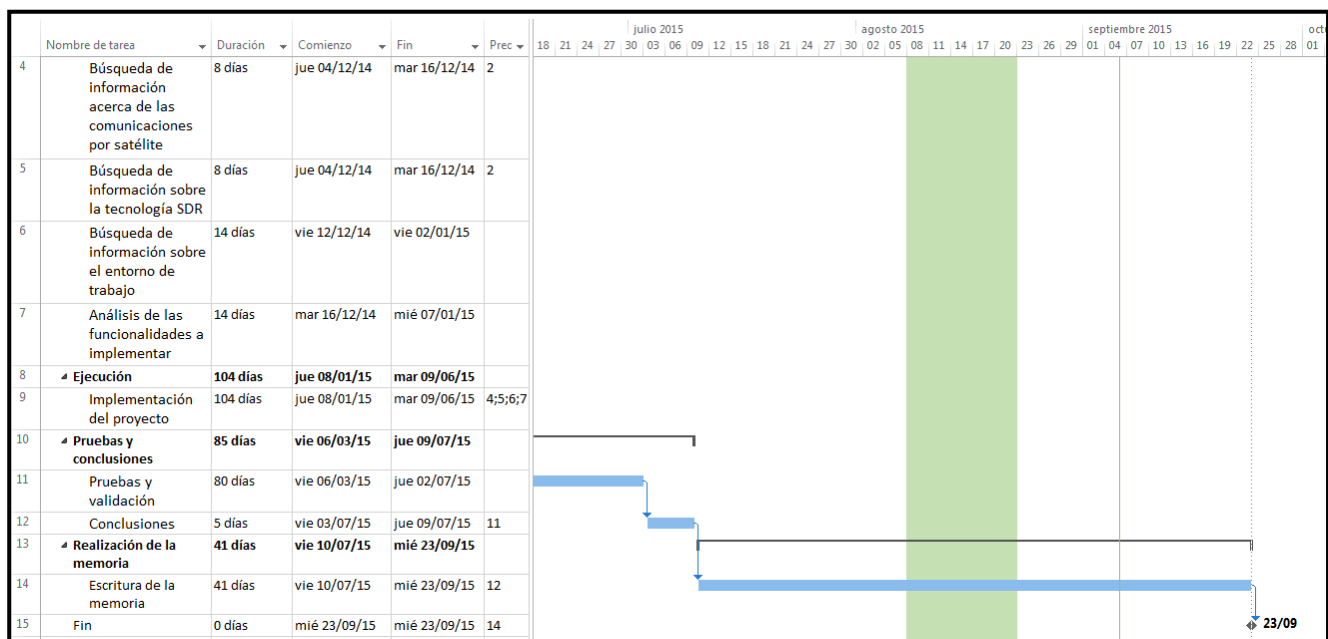 julio 2015 agosto 2015 septiembre 2015 octu
Nombre de tarea Duración Comienzo Fin Prec 18 21 24 27 30 03 06 09 12 15 18 21 24 27 30 02 05 08 11 14 17 20 23 26 29 01 04 07 10 13 16 19 22 25 28 01
4 Búsqueda de 8 días jue 04/12/14 mar 16/12/14 2
información
acerca de las
comunicaciones
por satélite
5 Búsqueda de 8 días jue 04/12/14 mar 16/12/14 2
información sobre
la tecnología SDR
6 Búsqueda de 14 días vie 12/12/14 vie 02/01/15
información sobre
el entorno de
trabajo
7 Análisis de las 14 días mar 16/12/14 mié 07/01/15
funcionalidades a
implementar
8 Ejecución 104 días jue 08/01/15 mar 09/06/15
9 Implementación 104 días jue 08/01/15 mar 09/06/15 4;5;6;7
del proyecto
10 Pruebas y 85 días vie 06/03/15 jue 09/07/15
conclusiones
11 Pruebas y 80 días vie 06/03/15 jue 02/07/15
validación
12 Conclusiones 5 días vie 03/07/15 jue 09/07/15 11
13 Realización de la 41 días vie 10/07/15 mié 23/09/15
memoria
14 Escritura de la 41 días vie 10/07/15 mié 23/09/15 12
memoria
15 Fin 0 días mié 23/09/15 mié 23/09/15 14 23/09